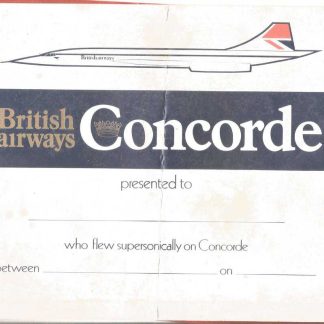 British airways
British
airways
Concorde
presented to
who flew supersonically on Concorde
between on